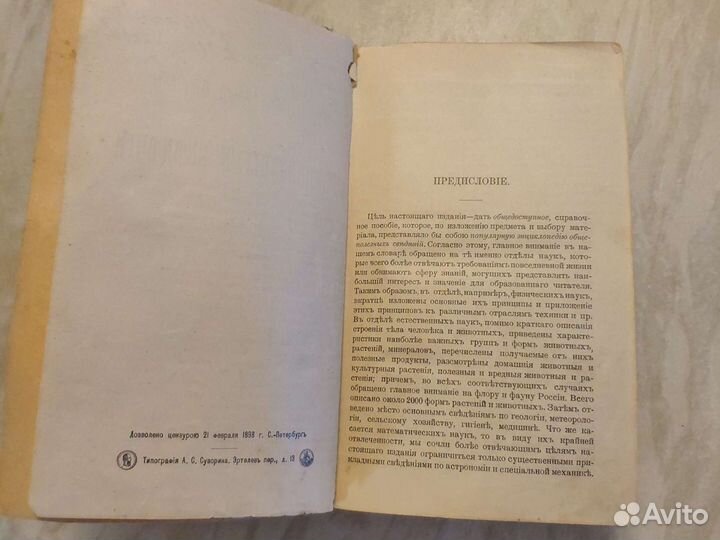 Дозволено цензурою 21 февраля 1898 г. С.-Петербургъ
Типографія А. С. Суворина. Эртелевъ пер., д. 13
ПРЕДИСЛОВІЕ.
Цѣль настоящаго изданія—дать общедоступное, справоч-
ное пособіе, которое, по изложенію предмета и выбору мате-
ріала, представляло бы собою популярную энциклопедію обще-
полезныхъ свѣдѣній. Согласно этому, главное вниманіе въ на-
шемъ словарѣ обращено на тѣ именно отдѣлы наукъ, кото-
рые всего болѣе отвѣчаютъ требованіямъ повседневной жизни
или обнимаютъ сферу знаній, могущихъ представлять наи-
большій интересъ и значеніе для образованнаго читателя.
Такимъ образомъ, въ отдѣлѣ, напримѣръ, физическихъ наукъ,
вкратцѣ изложены основные ихъ принципы и приложеніе
этихъ принциповъ къ различнымъ отраслямъ техники и пр.
Въ отдѣлѣ естественныхъ наукъ, помимо краткаго описанія
строенія тѣла человѣка и животныхъ, приведены характе-
ристики наиболѣе важныхъ группъ и формъ животныхъ,
растеній, минераловъ, перечислены получаемые отъ нихъ
полезные продукты, разсмотрѣны домашнія животныя и
культурныя растенія, полезныя и вредныя животныя и ра-
стенія; причемъ, во всѣхъ соотвѣтствующихъ случаяхъ
обращено главное вниманіе на флору и фауну Россіи. Всего
описано около 2000 формъ растеній и животныхъ. Затѣмъ от-
ведено мѣсто основнымъ свѣдѣніямъ по геологіи, метеороло-
гіи, сельскому хозяйству, гигіенѣ, медицинѣ. Что же ка-
сается математическихъ наукъ, то въ виду ихъ крайней
отвлеченности, мы сочли болѣе отвѣчающимъ цѣлямъ на-
стоящаго изданія ограничиться только существенными при-
кладными свѣдѣніями по астрономіи и спеціальной механикѣ.
Avito